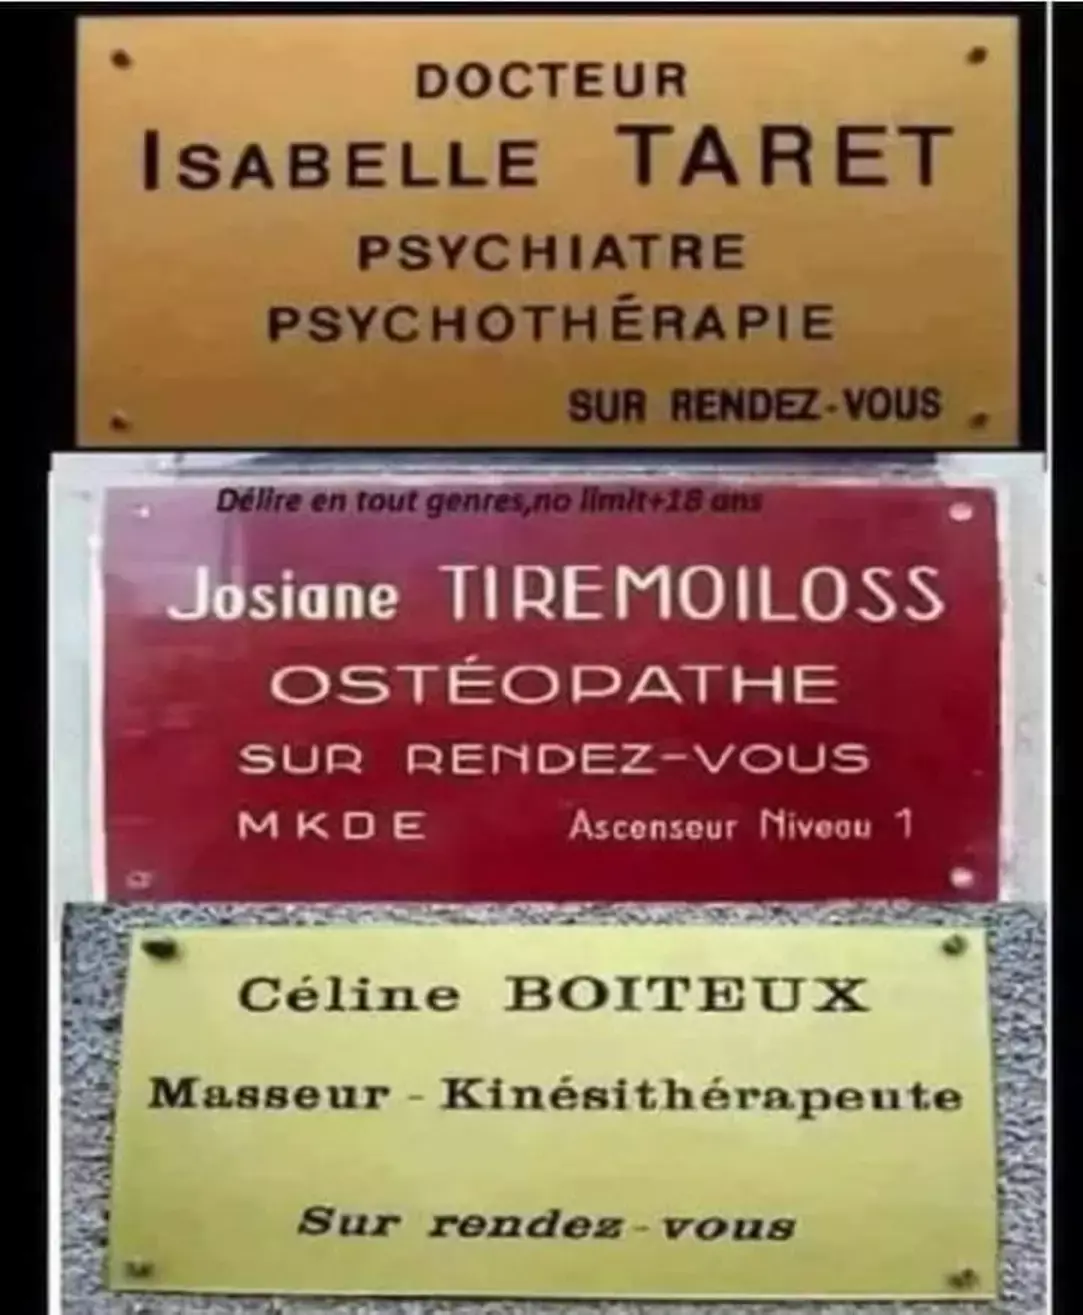 DOCTEUR
ISABELLE TARET
PSYCHIATRE
PSYCHOTHÉRAPIE
SUR RENDEZ-VOUS
Délire en tout genres,no limit+18 ans
Josiane TIREMOILOSS
OSTÉOPATHE
SUR RENDEZ-VOUS
MKDE Ascenseur Niveau 1
Céline BOITEUX
Masseur - Kinésithérapeute
Sur rendez-vous